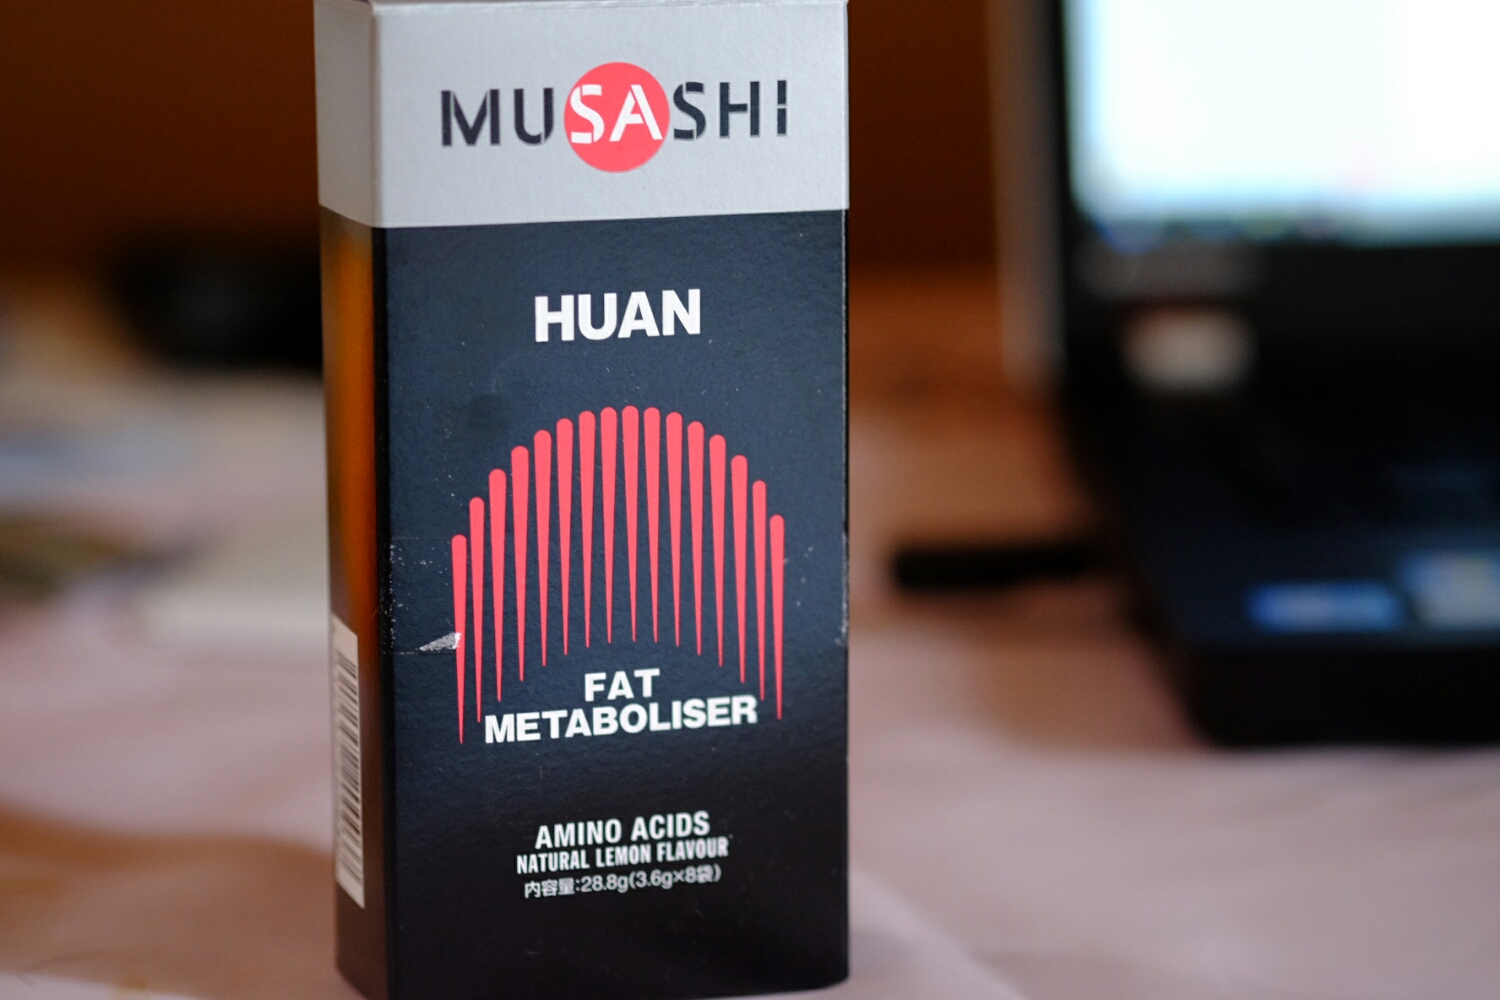 MUSASHI
HUAN
FAT
METABOLISER
AMINO ACIDS
NATURAL LEMON FLAVOUR
内容量:28.8g(3.6g×8袋)